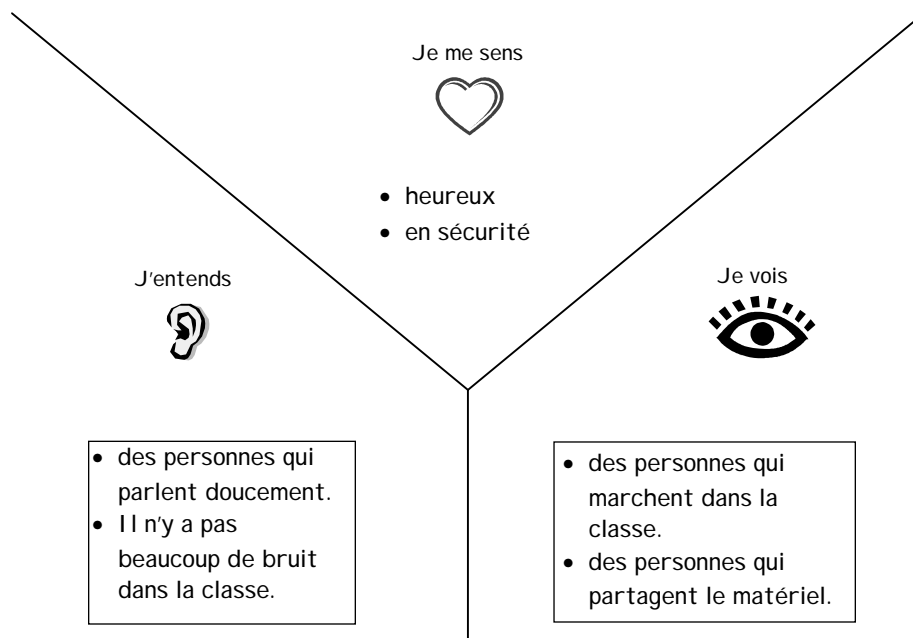 Je me sens
• heureux
• en sécurité
J'entends
• des personnes qui
parlent doucement.
• Il n'y a pas
beaucoup de bruit
dans la classe.
Je vois
• des personnes qui
marchent dans la
classe.
• des personnes qui
partagent le matériel.